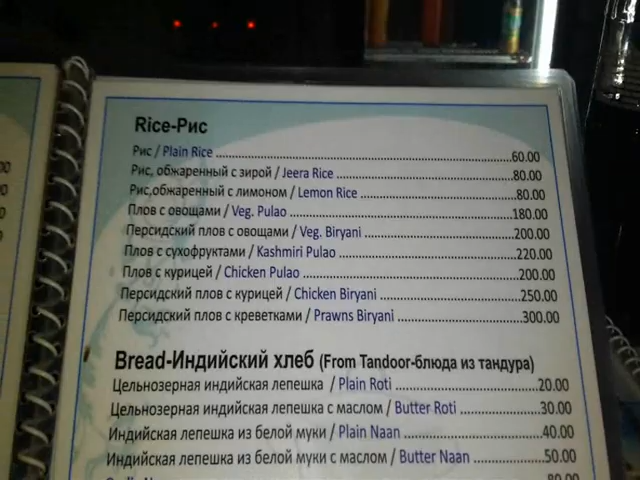 Rice-Рис
Рис / Plain Rice ........ 60.00
Рис, обжаренный с зирой / Jeera Rice ........ 80.00
Рис,обжаренный с лимоном / Lemon Rice ........ 80.00
Плов с овощами / Veg. Pulao ........ 180.00
Персидский плов с овощами / Veg. Biryani ........ 200.00
Плов с сухофруктами / Kashmiri Pulao ........ 220.00
Плов с курицей / Chicken Pulao ........ 200.00
Персидский плов с курицей / Chicken Biryani ........ 250.00
Персидский плов с креветками / Prawns Biryani ........ 300.00
Bread-Индийский хлеб (From Tandoor-блюда из тандура)
Цельнозерная индийская лепешка / Plain Roti ........ 20.00
Цельнозерная индийская лепешка с маслом / Butter Roti ........ 30.00
Индийская лепешка из белой муки / Plain Naan ........ 40.00
Индийская лепешка из белой муки с маслом / Butter Naan ........ 50.00